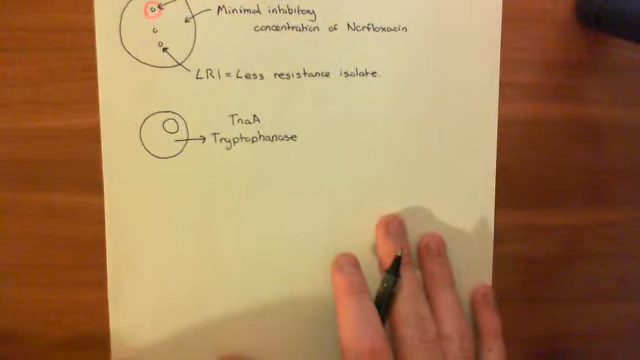 Minimal inhibitory
concentration of Norfloxacin
LRI = Less resistance isolate.
TnaA
Tryptophanase